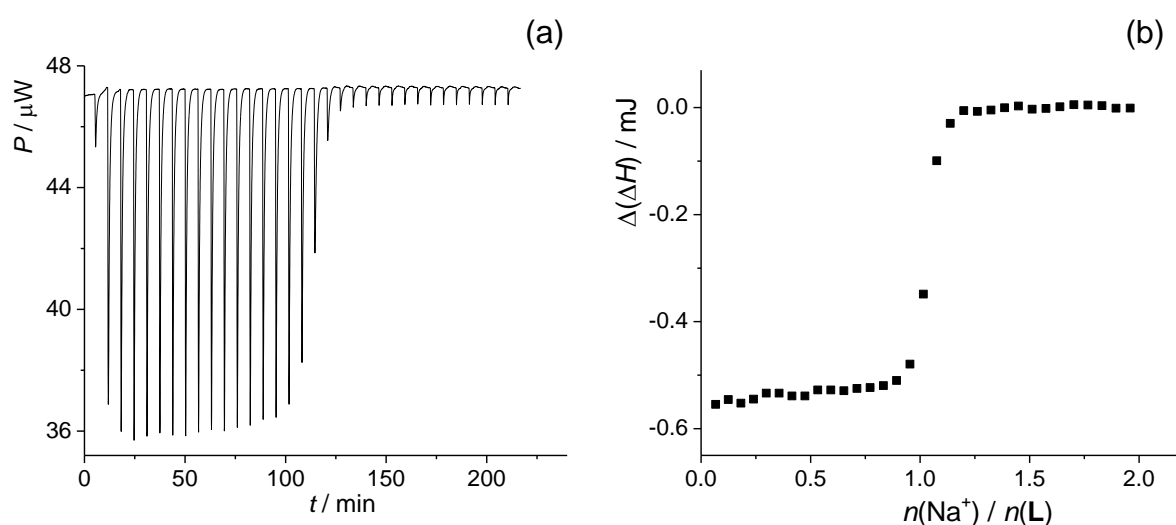 (a)
48
44
40
36
P / μW
0 50 100 150 200
t / min
(b)
0.0
-0.2
-0.4
-0.6
Δ(ΔH) / mJ
0.0 0.5 1.0 1.5 2.0
n(Na⁺) / n(L)